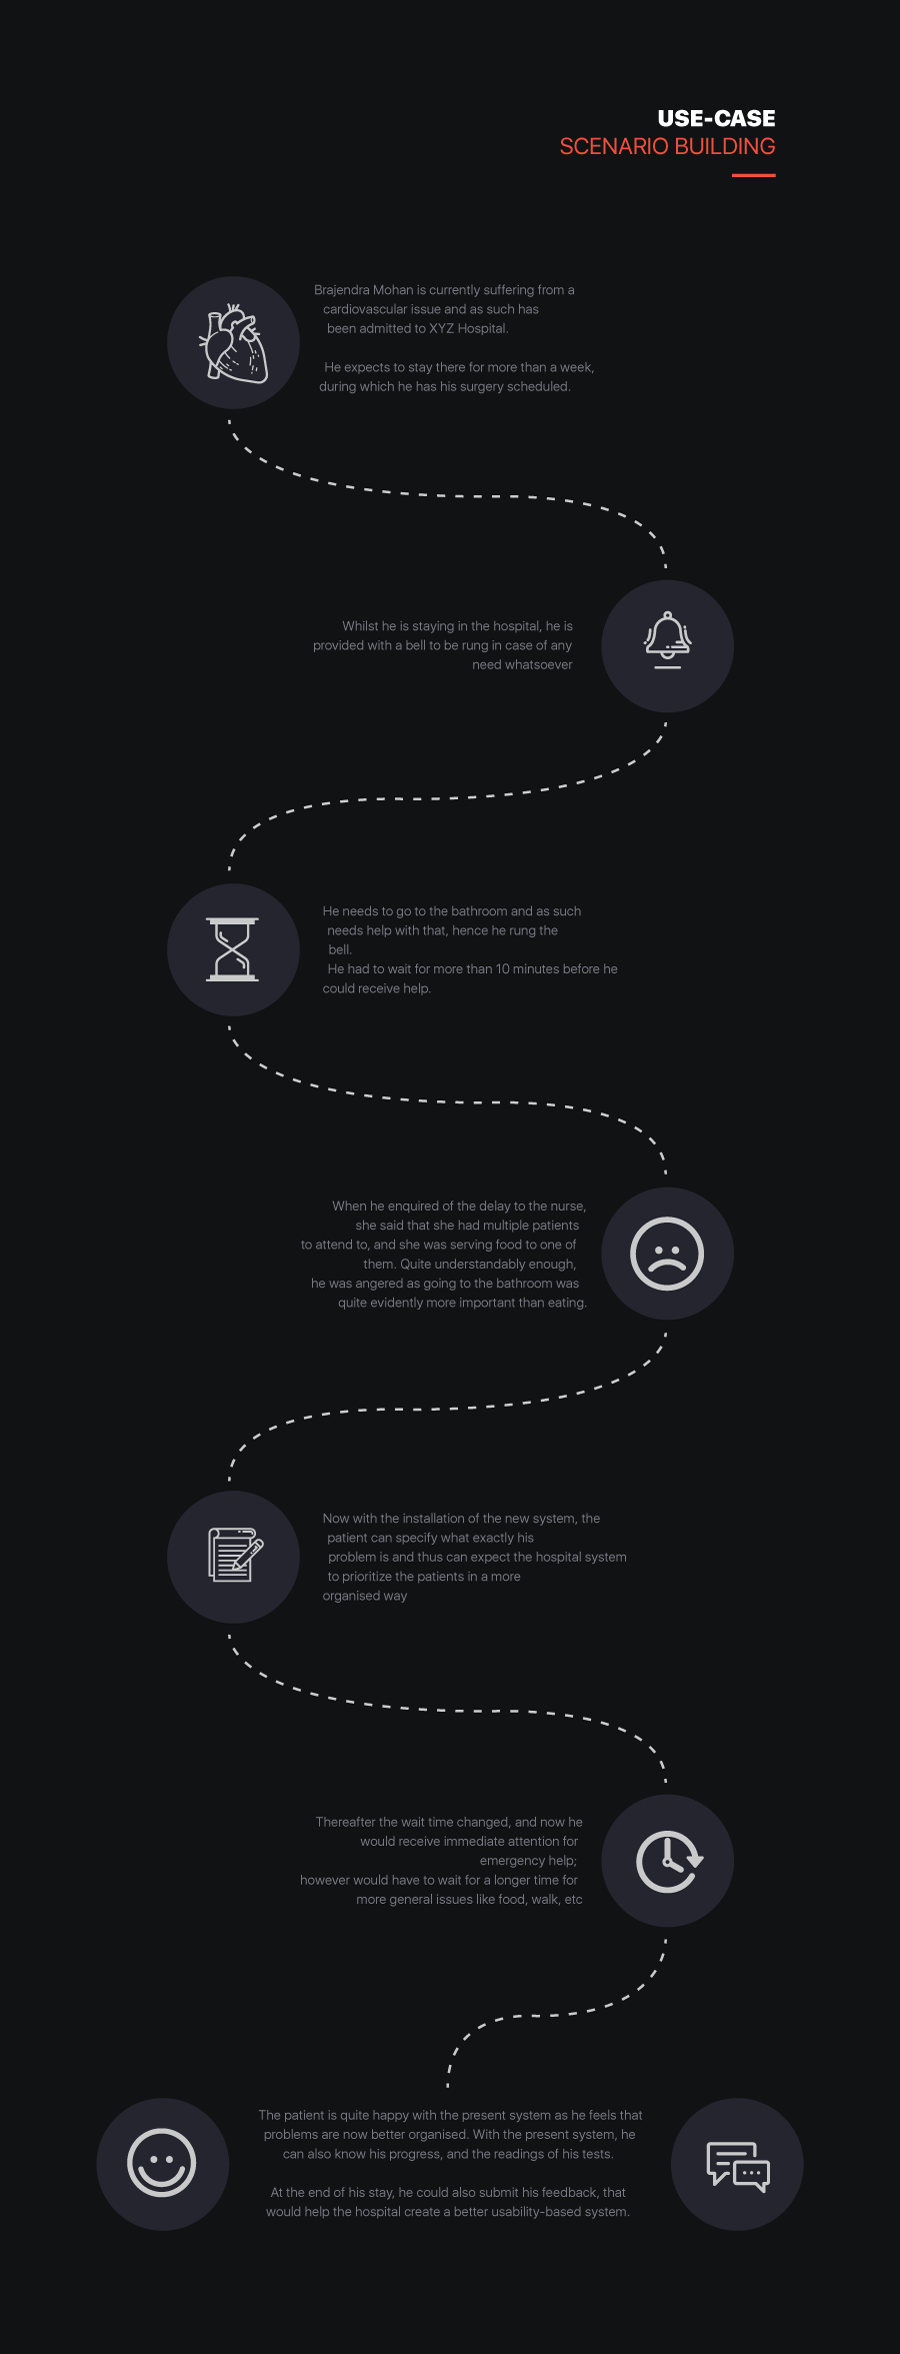 USE-CASE
SCENARIO BUILDING
Brajendra Mohan is currently suffering from a
cardiovascular issue and as such has
been admitted to XYZ Hospital.
He expects to stay there for more than a week,
during which he has his surgery scheduled.
Whilst he is staying in the hospital, he is
provided with a bell to be rung in case of any
need whatsoever
He needs to go to the bathroom and as such
needs help with that, hence he rung the
bell.
He had to wait for more than 10 minutes before he
could receive help.
When he enquired of the delay to the nurse,
she said that she had multiple patients
to attend to, and she was serving food to one of
them. Quite understandably enough,
he was angered as going to the bathroom was
quite evidently more important than eating.
Now with the installation of the new system, the
patient can specify what exactly his
problem is and thus can expect the hospital system
to prioritize the patients in a more
organised way
Thereafter the wait time changed, and now he
would receive immediate attention for
emergency help;
however would have to wait for a longer time for
more general issues like food, walk, etc
The patient is quite happy with the present system as he feels that
problems are now better organised. With the present system, he
can also know his progress, and the readings of his tests.
At the end of his stay, he could also submit his feedback, that
would help the hospital create a better usability-based system.